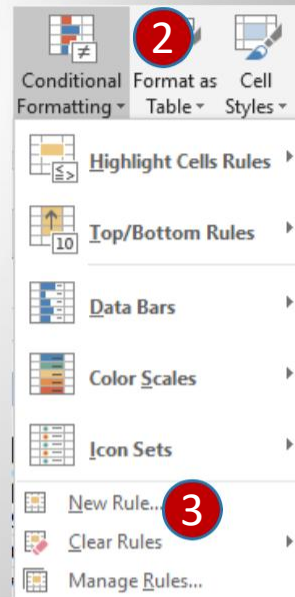 2
Conditional Format as Cell
Formatting Table Styles
≠
≤>
Highlight Cells Rules
10
Top/Bottom Rules
Data Bars
Color Scales
Icon Sets
New Rule...
3
Clear Rules
Manage Rules...